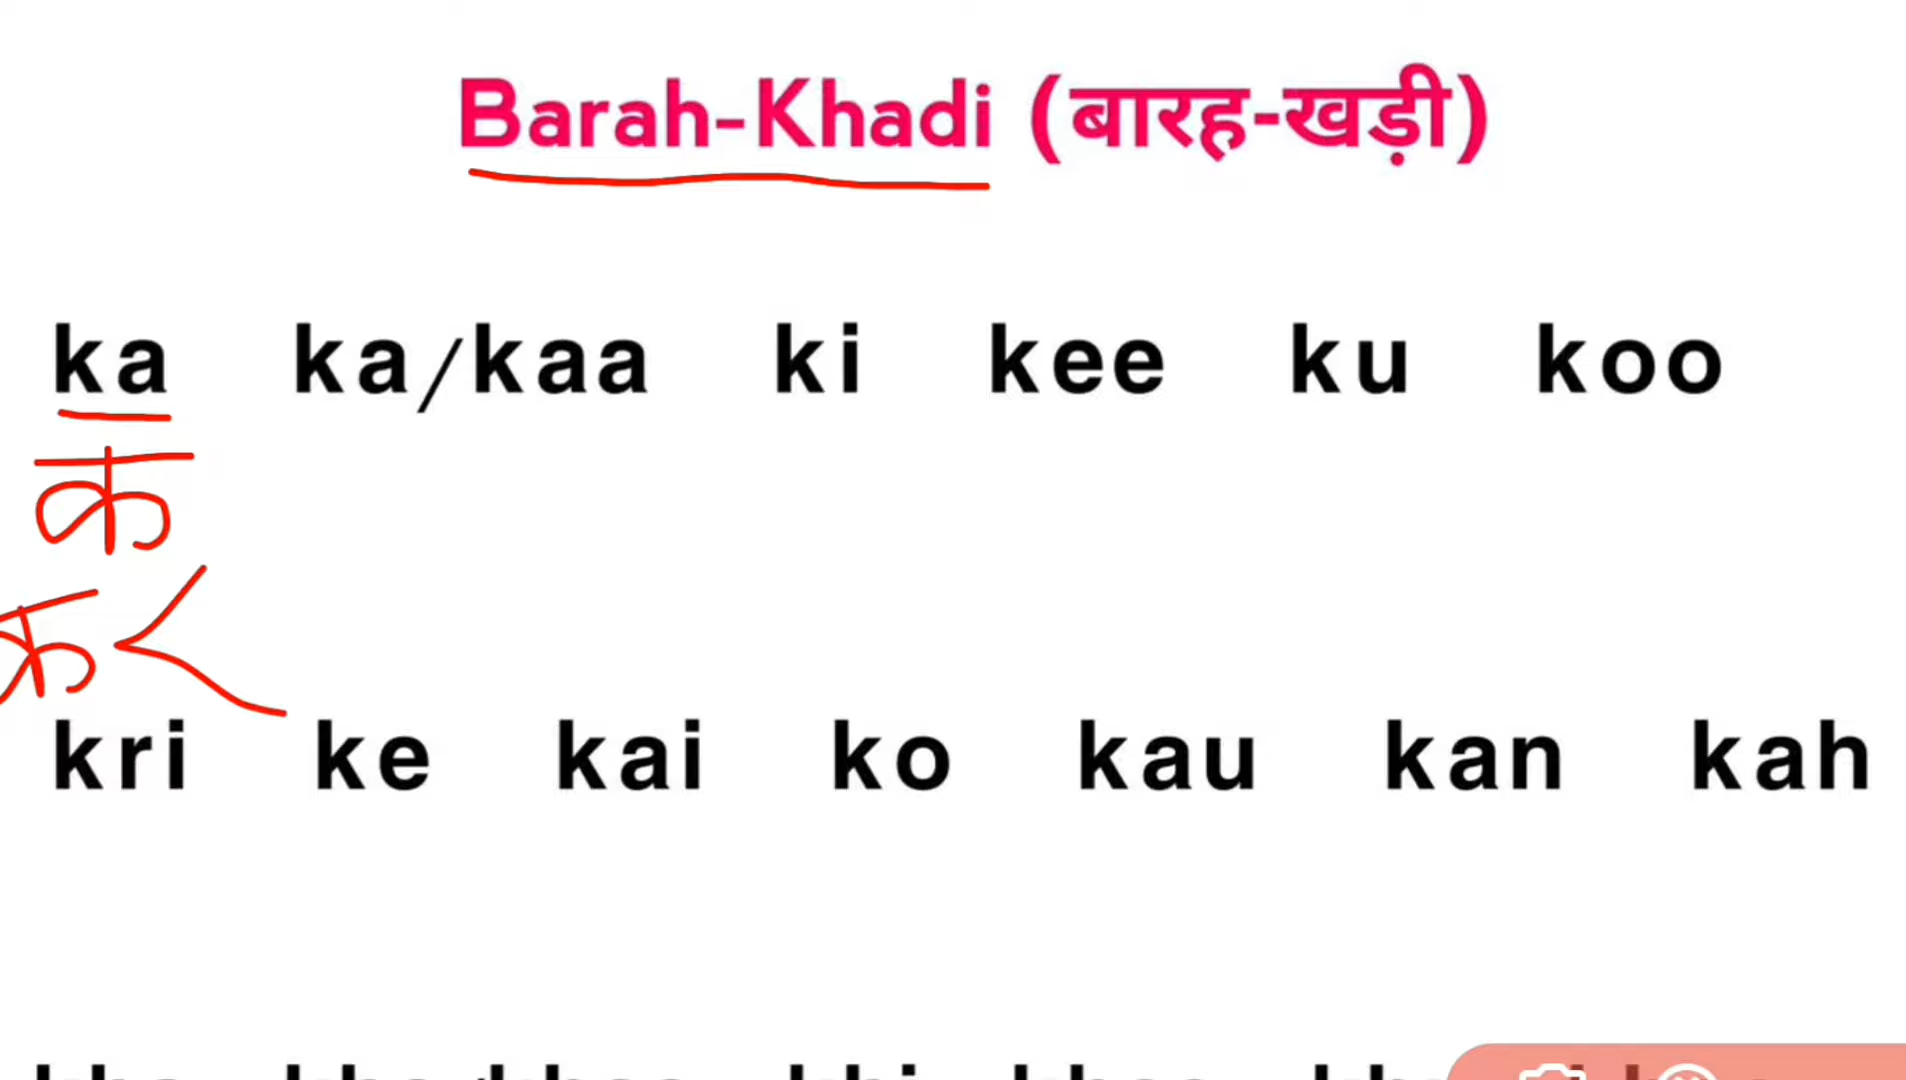 Barah-Khadi (बारह-खड़ी)
ka ka/kaa ki kee ku koo
क
क
kri ke kai ko kau kan kah